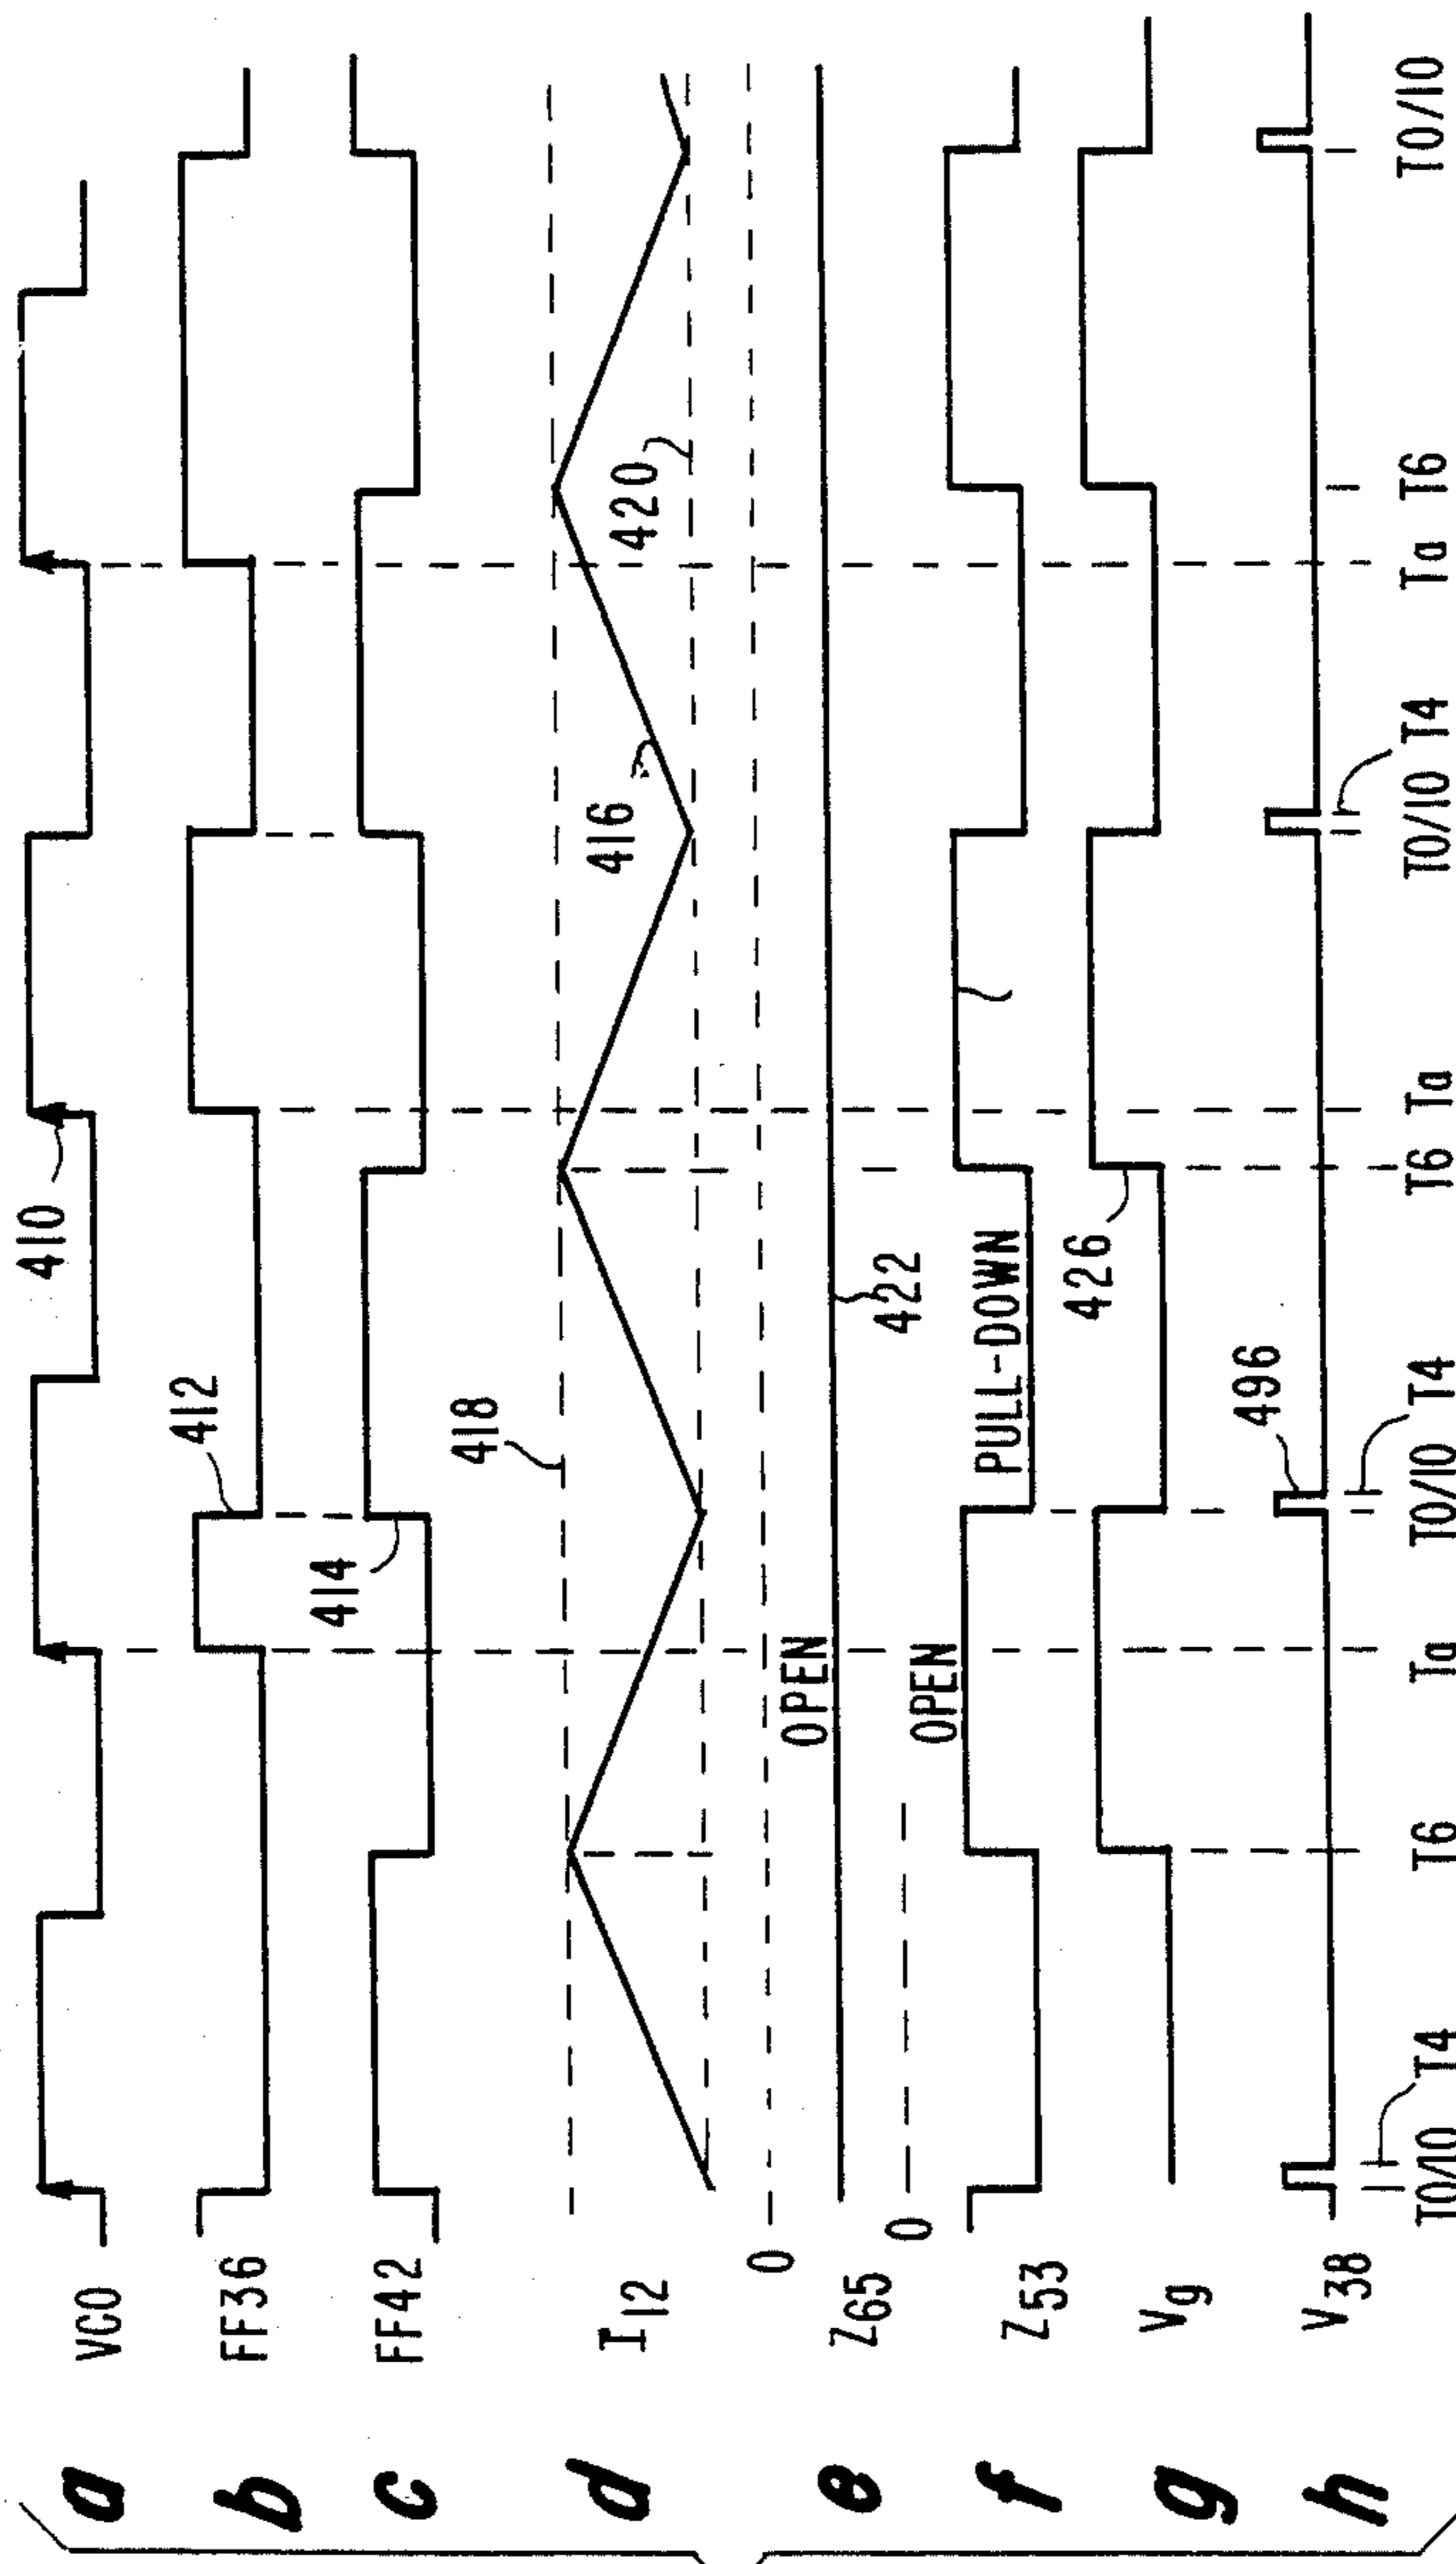 a VCO 410
b FF36 412
c FF42 414
d I12 418 416 420
0
e Z65 OPEN 422
0
f Z53 OPEN PULL-DOWN
g Vg 426
h V38 496
T0/10 T4 T6 Ta T0/10 T4 T6 Ta T0/10 T4 Ta T6 T0/10